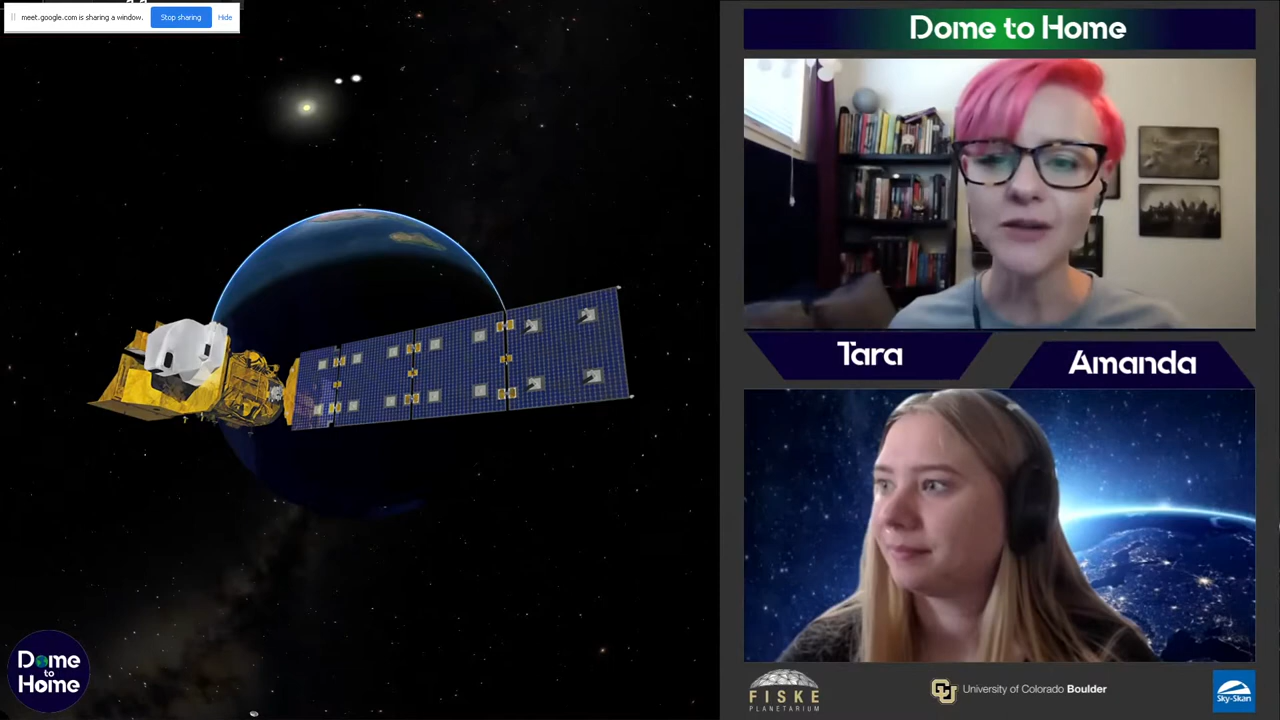 meet.google.com is sharing a window.
Stop sharing
Hide
Dome to Home
Tara
Amanda
Dome
to
Home
FISKE
PLANETARIUM
CU
University of Colorado Boulder
Sky-Skan